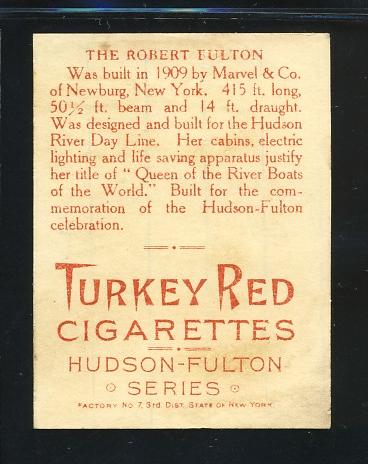 THE ROBERT FULTON
Was built in 1909 by Marvel & Co.
of Newburg, New York. 415 ft. long,
50½ ft. beam and 14 ft. draught.
Was designed and built for the Hudson
River Day Line. Her cabins, electric
lighting and life saving apparatus justify
her title of " Queen of the River Boats
of the World." Built for the com-
memoration of the Hudson-Fulton
celebration.
TURKEY RED
CIGARETTES
HUDSON-FULTON
SERIES
FACTORY No 7, 3rd DIST. STATE OF NEW YORK